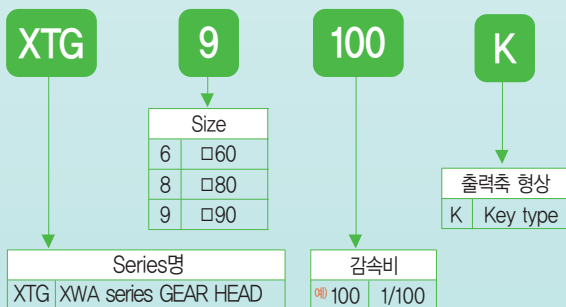 XTG 9 100 K
Size
6 □60
8 □80
9 □90
출력축 형상
K Key type
Series명
XTG XWA series GEAR HEAD
감속비
예) 100 1/100